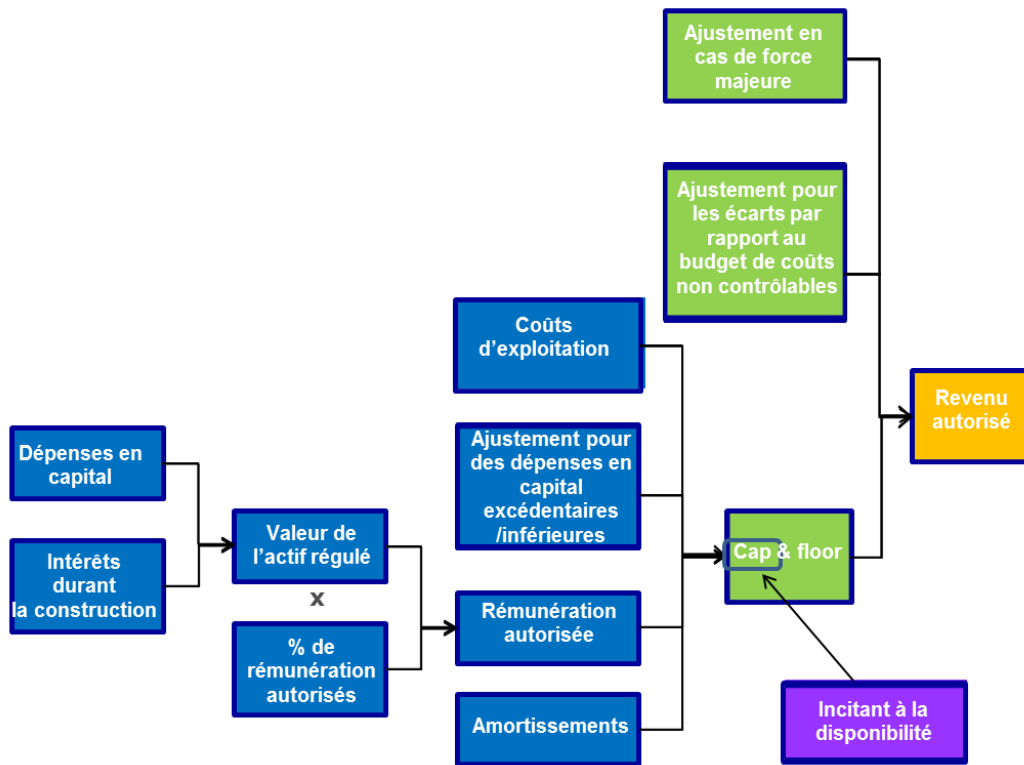 Ajustement en
cas de force
majeure
Ajustement pour
les écarts par
rapport au
budget de coûts
non contrôlables
Coûts
d’exploitation
Revenu
autorisé
Dépenses en
capital
Ajustement pour
des dépenses en
capital
excédentaires
/inférieures
Valeur de
l’actif régulé
Cap & floor
Intérêts
durant
la construction
x
Rémunération
autorisée
% de
rémunération
autorisés
Amortissements
Incitant à la
disponibilité